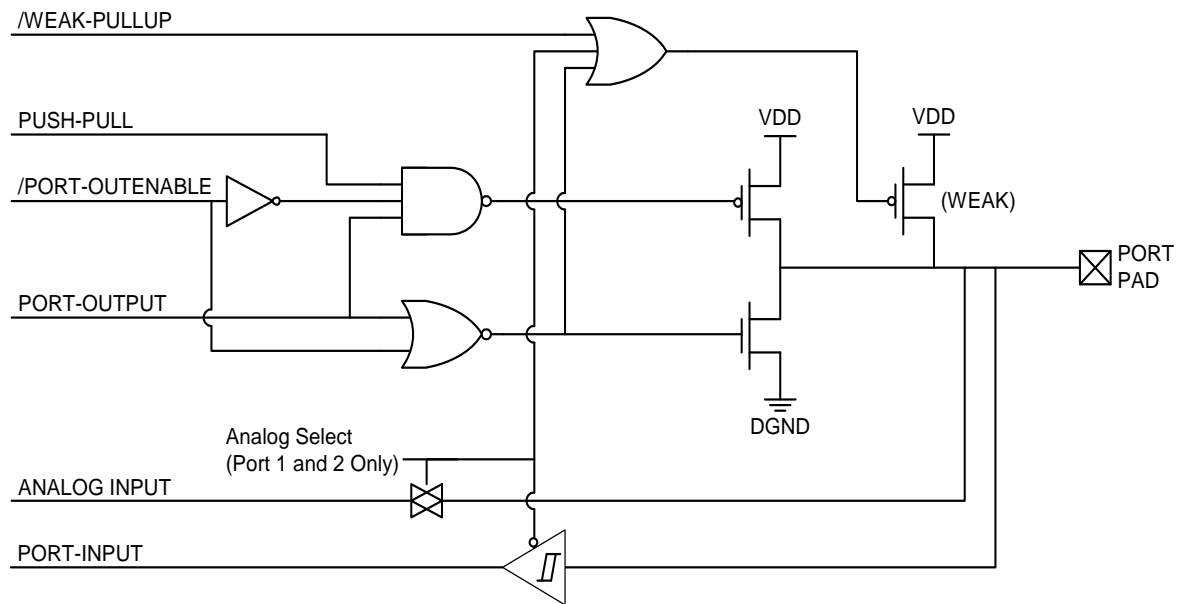 /WEAK-PULLUP
PUSH-PULL
VDD
VDD
/PORT-OUTENABLE
(WEAK)
PORT
PAD
PORT-OUTPUT
DGND
Analog Select
(Port 1 and 2 Only)
ANALOG INPUT
PORT-INPUT